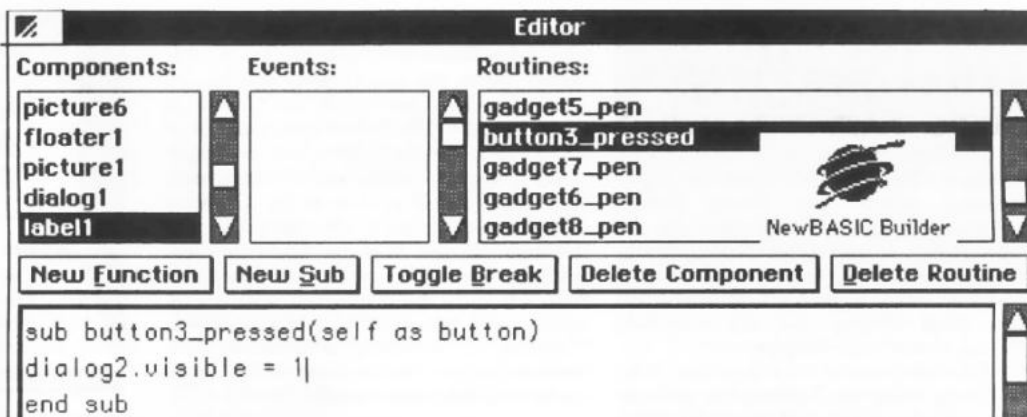 Editor
Components:
Events:
Routines:
picture6
floater1
picture1
dialog1
label1
gadget5_pen
button3_pressed
gadget7_pen
gadget6_pen
gadget8_pen
NewBASIC Builder
New Function
New Sub
Toggle Break
Delete Component
Delete Routine
sub button3_pressed(self as button)
dialog2.visible = 1
end sub